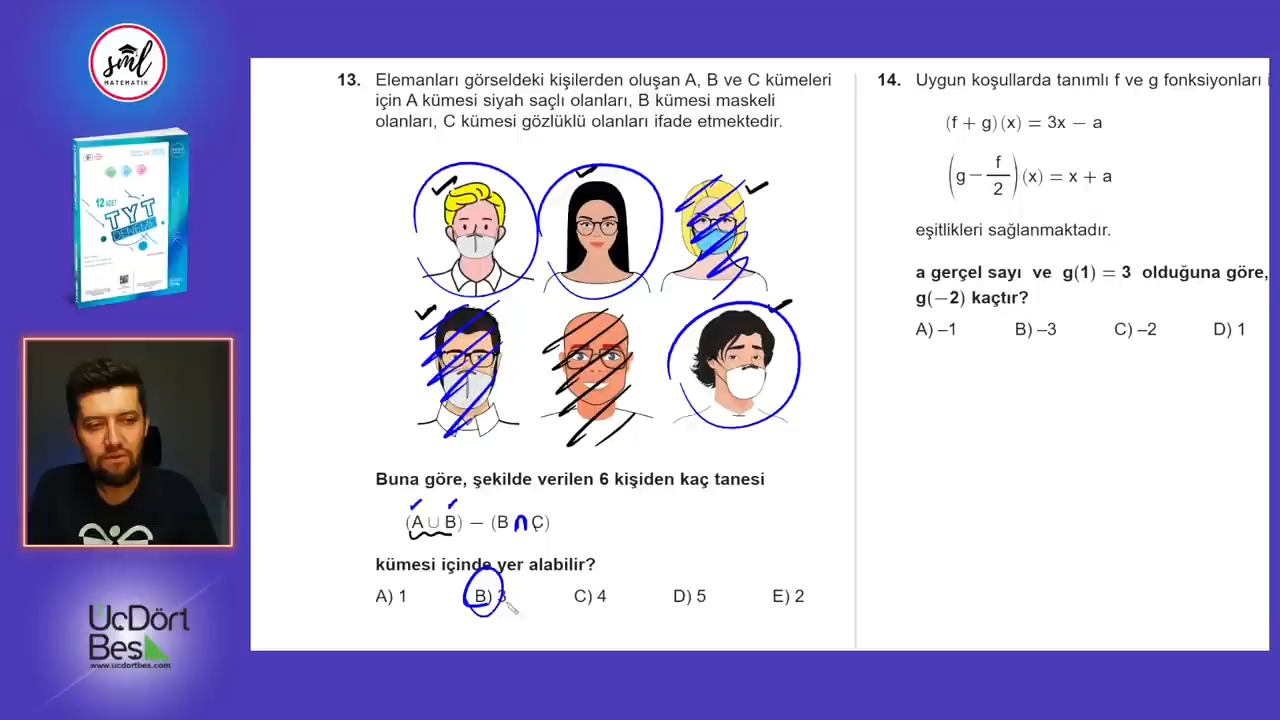 sml
MATEMATİK
12 ADET
TYT
DENEME
ÜçDört
Beş
www.ucdortbes.com
13. Elemanları görseldeki kişilerden oluşan A, B ve C kümeleri
için A kümesi siyah saçlı olanları, B kümesi maskeli
olanları, C kümesi gözlüklü olanları ifade etmektedir.
Buna göre, şekilde verilen 6 kişiden kaç tanesi
(A ∪ B) − (B ∩ C)
kümesi içinde yer alabilir?
A) 1 B) 3 C) 4 D) 5 E) 2
14. Uygun koşullarda tanımlı f ve g fonksiyonları i
(f + g) (x) = 3x − a
(g − f/2) (x) = x + a
eşitlikleri sağlanmaktadır.
a gerçel sayı ve g(1) = 3 olduğuna göre,
g(−2) kaçtır?
A) –1 B) –3 C) –2 D) 1